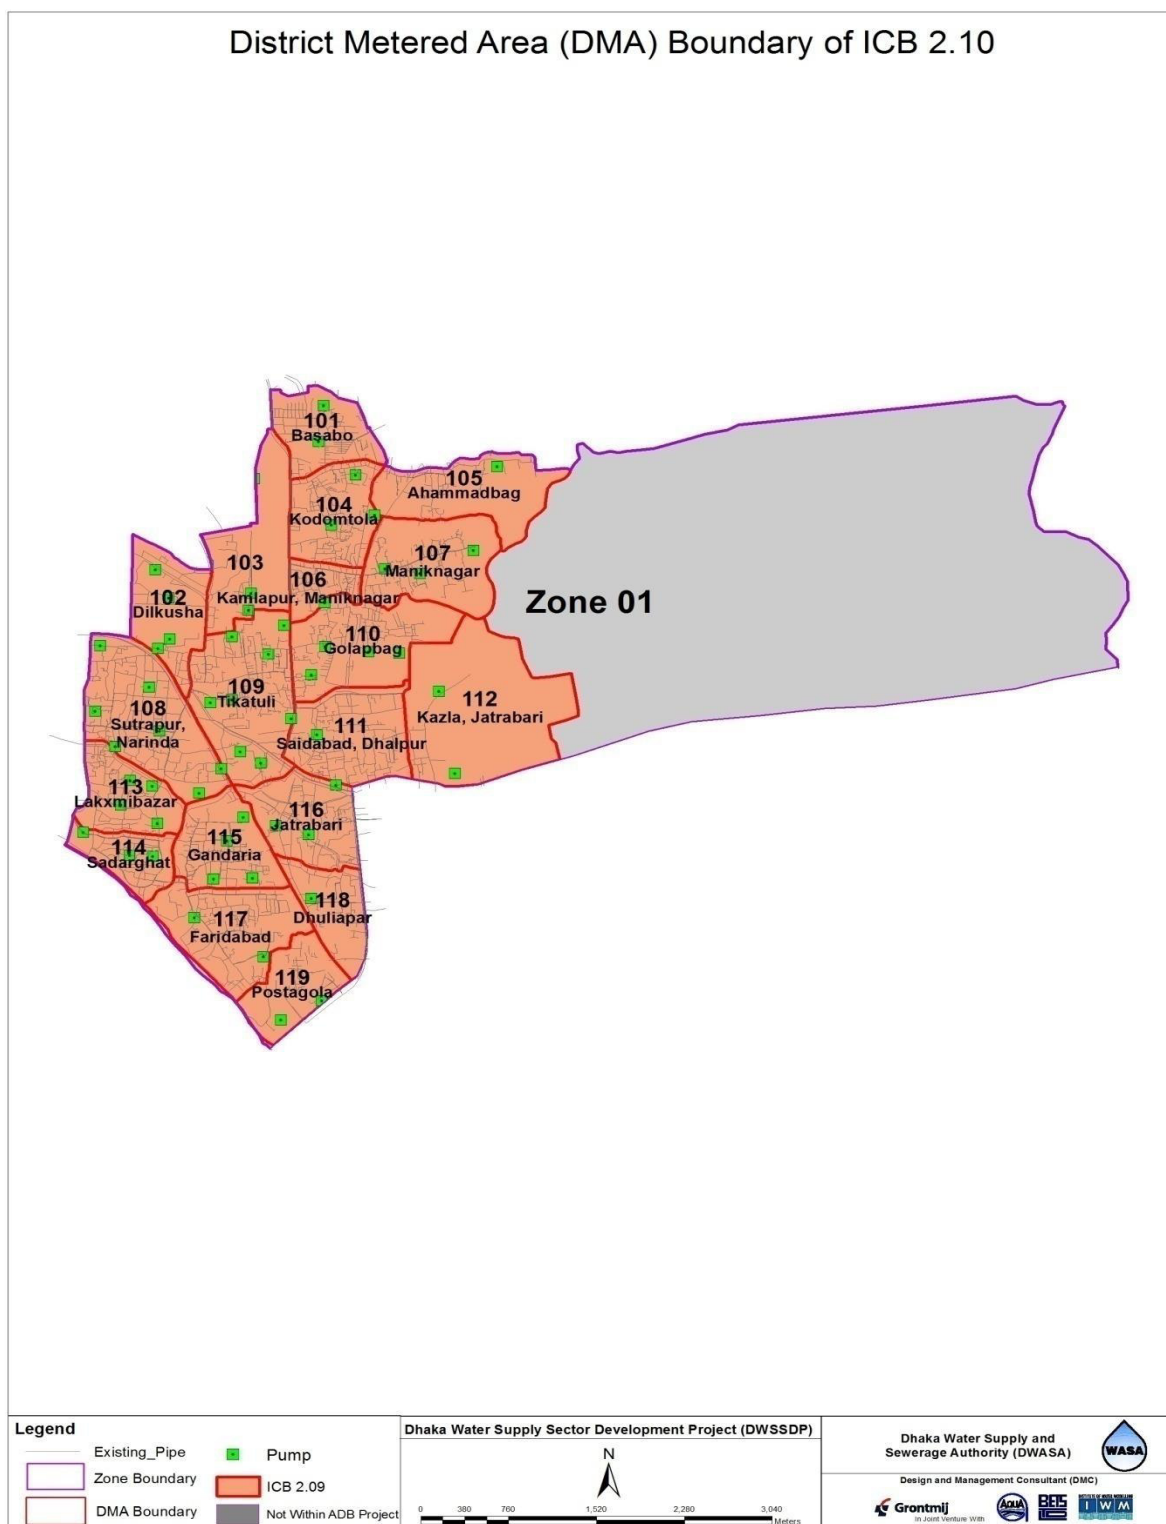 District Metered Area (DMA) Boundary of ICB 2.10
101
Basabo
105
Ahammadbag
104
Kodomtola
107
Maniknagar
103
106
Kamlapur, Maniknagar
102
Dilkusha
Zone 01
110
Golapbag
109
Tikatuli
112
Kazla, Jatrabari
108
Sutrapur,
Narinda
111
Saidabad, Dhalpur
113
Lakxmibazar
116
Jatrabari
115
Gandaria
114
Sadarghat
118
Dhuliapar
117
Faridabad
119
Postagola
Legend
Existing_Pipe
Pump
Zone Boundary
ICB 2.09
DMA Boundary
Not Within ADB Project
Dhaka Water Supply Sector Development Project (DWSSDP)
N
0 380 760 1,520 2,280 3,040
Meters
Dhaka Water Supply and
Sewerage Authority (DWASA)
WASA
Design and Management Consultant (DMC)
Grontmij
in Joint Venture With
AQUA
BETS
IWM